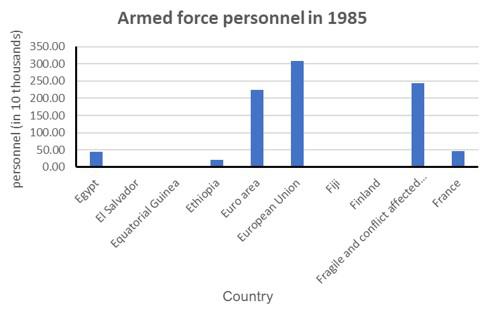 Armed force personnel in 1985
personnel (in 10 thousands)
350.00
300.00
250.00
200.00
150.00
100.00
50.00
0.00
Egypt
El Salvador
Equatorial Guinea
Ethiopia
Euro area
European Union
Fiji
Finland
Fragile and conflict affected...
France
Country